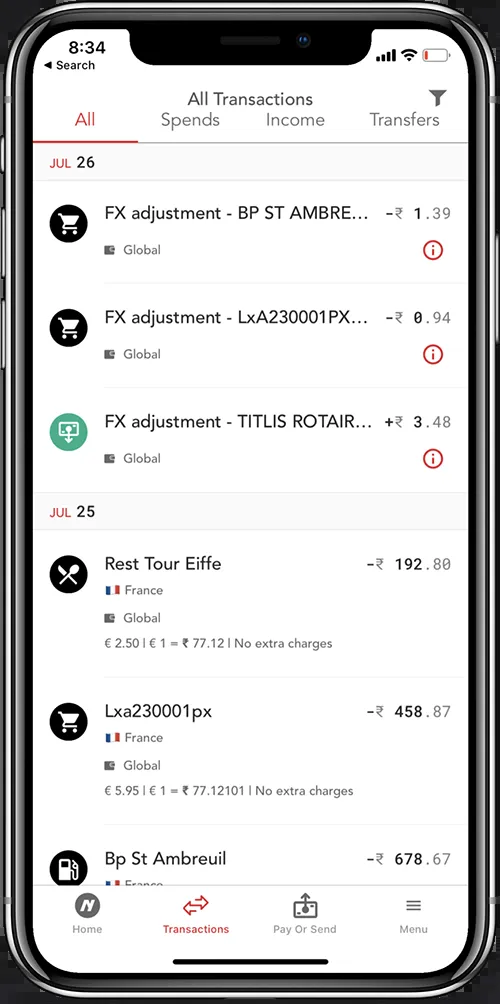 8:34
◀ Search
All Transactions
All Spends Income Transfers
JUL 26
FX adjustment - BP ST AMBRE... -₹ 1.39
Global
FX adjustment - LxA230001PX... -₹ 0.94
Global
FX adjustment - TITLIS ROTAIR... +₹ 3.48
Global
JUL 25
Rest Tour Eiffe -₹ 192.80
France
Global
€ 2.50 | € 1 = ₹ 77.12 | No extra charges
Lxa230001px -₹ 458.87
France
Global
€ 5.95 | € 1 = ₹ 77.12101 | No extra charges
Bp St Ambreuil -₹ 678.67
France
Home Transactions Pay Or Send Menu